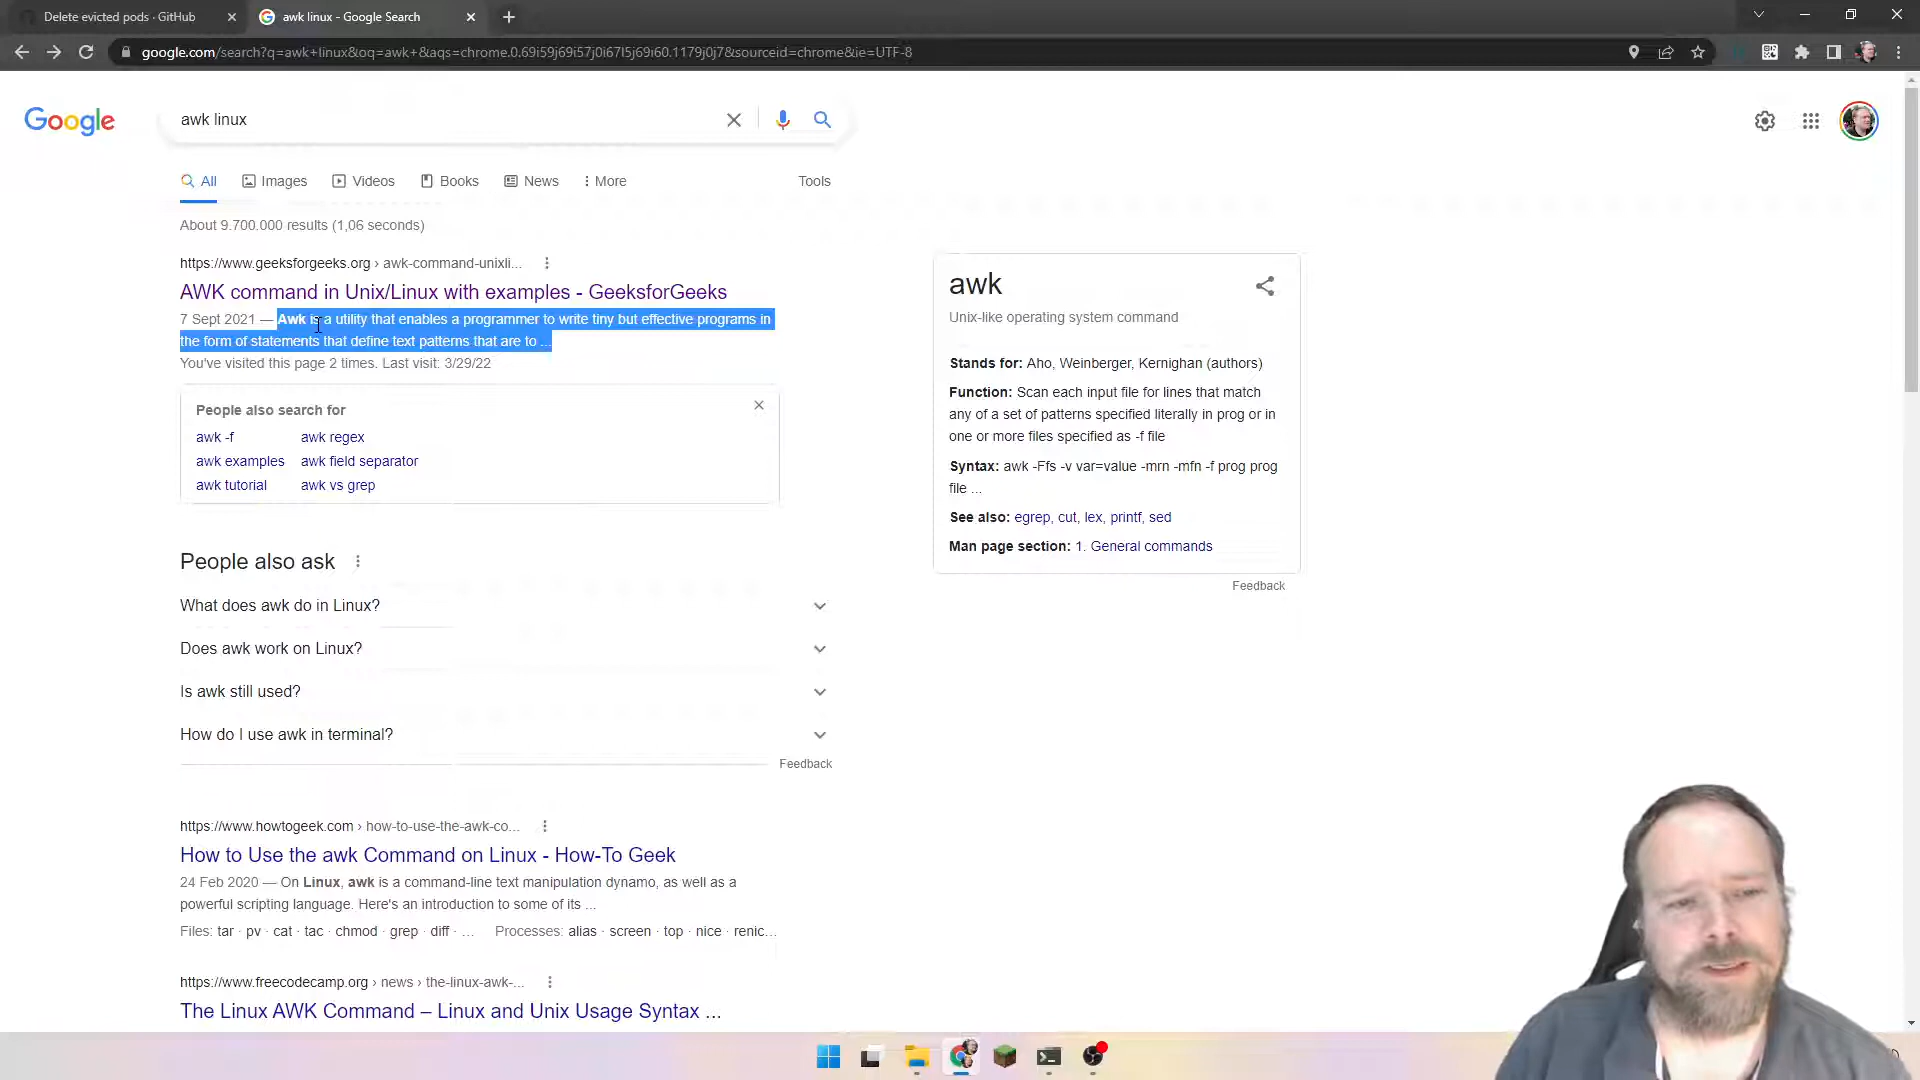 Delete evicted pods · GitHub
awk linux - Google Search
google.com/search?q=awk+linux&oq=awk+&aqs=chrome.0.69i59j69i57j0i67l5j69i60.1179j0j7&sourceid=chrome&ie=UTF-8
Google
awk linux
All
Images
Videos
Books
News
More
Tools
About 9.700.000 results (1,06 seconds)
https://www.geeksforgeeks.org › awk-command-unixli...
AWK command in Unix/Linux with examples - GeeksforGeeks
7 Sept 2021 — Awk is a utility that enables a programmer to write tiny but effective programs in
the form of statements that define text patterns that are to ...
You've visited this page 2 times. Last visit: 3/29/22
People also search for
awk -f
awk regex
awk examples
awk field separator
awk tutorial
awk vs grep
People also ask
What does awk do in Linux?
Does awk work on Linux?
Is awk still used?
How do I use awk in terminal?
Feedback
https://www.howtogeek.com › how-to-use-the-awk-co...
How to Use the awk Command on Linux - How-To Geek
24 Feb 2020 — On Linux, awk is a command-line text manipulation dynamo, as well as a
powerful scripting language. Here's an introduction to some of its ...
Files: tar · pv · cat · tac · chmod · grep · diff · ...
Processes: alias · screen · top · nice · renic...
https://www.freecodecamp.org › news › the-linux-awk-...
The Linux AWK Command – Linux and Unix Usage Syntax ...
awk
Unix-like operating system command
Stands for: Aho, Weinberger, Kernighan (authors)
Function: Scan each input file for lines that match
any of a set of patterns specified literally in prog or in
one or more files specified as -f file
Syntax: awk -Ffs -v var=value -mrn -mfn -f prog prog
file ...
See also: egrep, cut, lex, printf, sed
Man page section: 1. General commands
Feedback